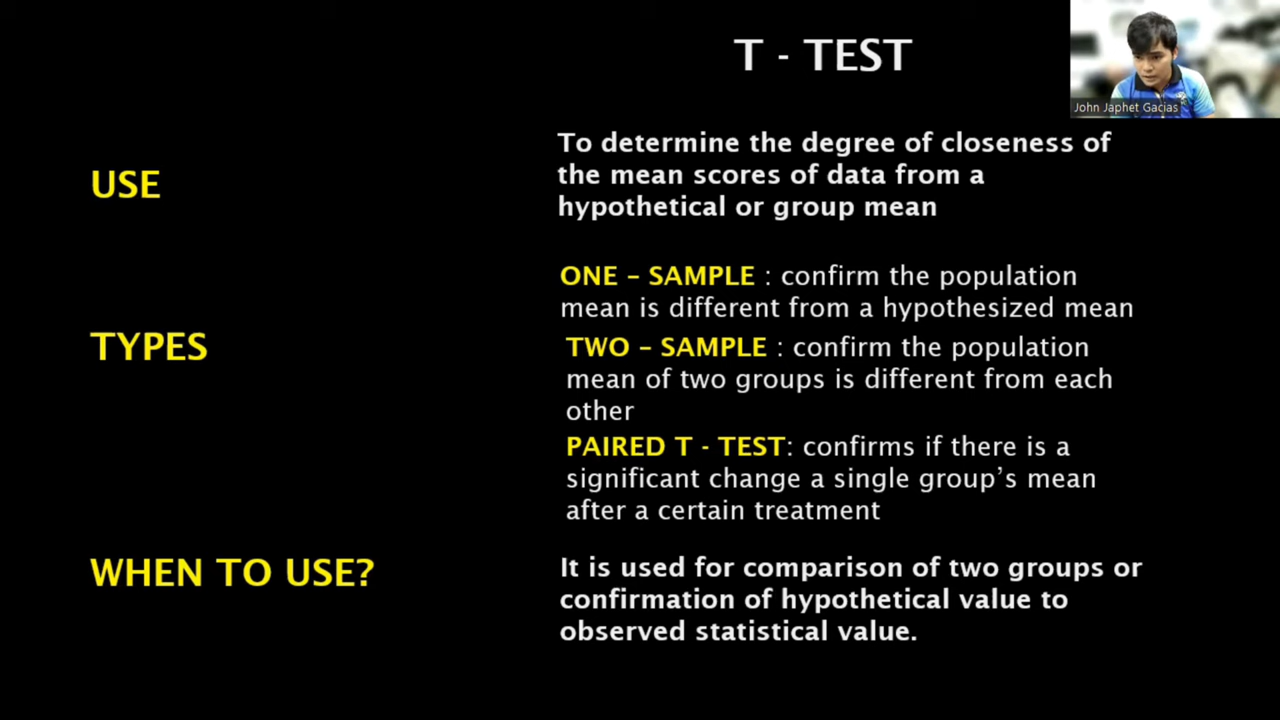 T - TEST
John Japhet Gacias
USE
To determine the degree of closeness of
the mean scores of data from a
hypothetical or group mean
TYPES
ONE – SAMPLE : confirm the population
mean is different from a hypothesized mean
TWO – SAMPLE : confirm the population
mean of two groups is different from each
other
PAIRED T - TEST: confirms if there is a
significant change a single group’s mean
after a certain treatment
WHEN TO USE?
It is used for comparison of two groups or
confirmation of hypothetical value to
observed statistical value.